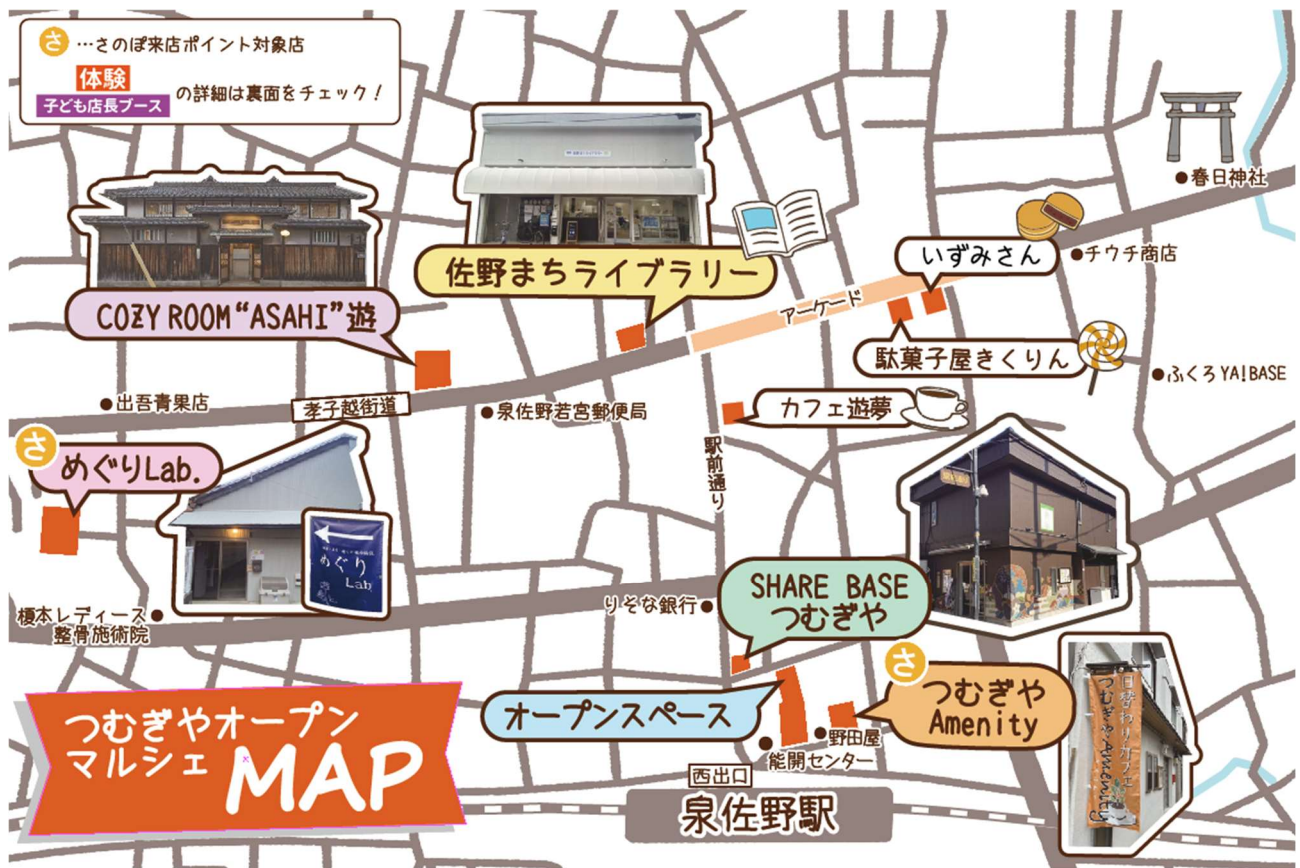 さ …さのぽ来店ポイント対象店
体験
子ども店長ブース
の詳細は裏面をチェック！
春日神社
佐野まちライブラリー
いずみさん
チウチ商店
アーケード
COZY ROOM“ASAHI”遊
駄菓子屋きくりん
ふくろYA!BASE
出吾青果店
孝子越街道
泉佐野若宮郵便局
カフェ遊夢
駅前通り
さ
めぐりLab.
めぐり
Lab.
榎本レディース
整骨施術院
りそな銀行
SHARE BASE
つむぎや
さ
つむぎや
Amenity
日替わりカフェ
つむぎやAmenity
オープンスペース
野田屋
能開センター
西出口
泉佐野駅
つむぎやオープン
マルシェ
MAP